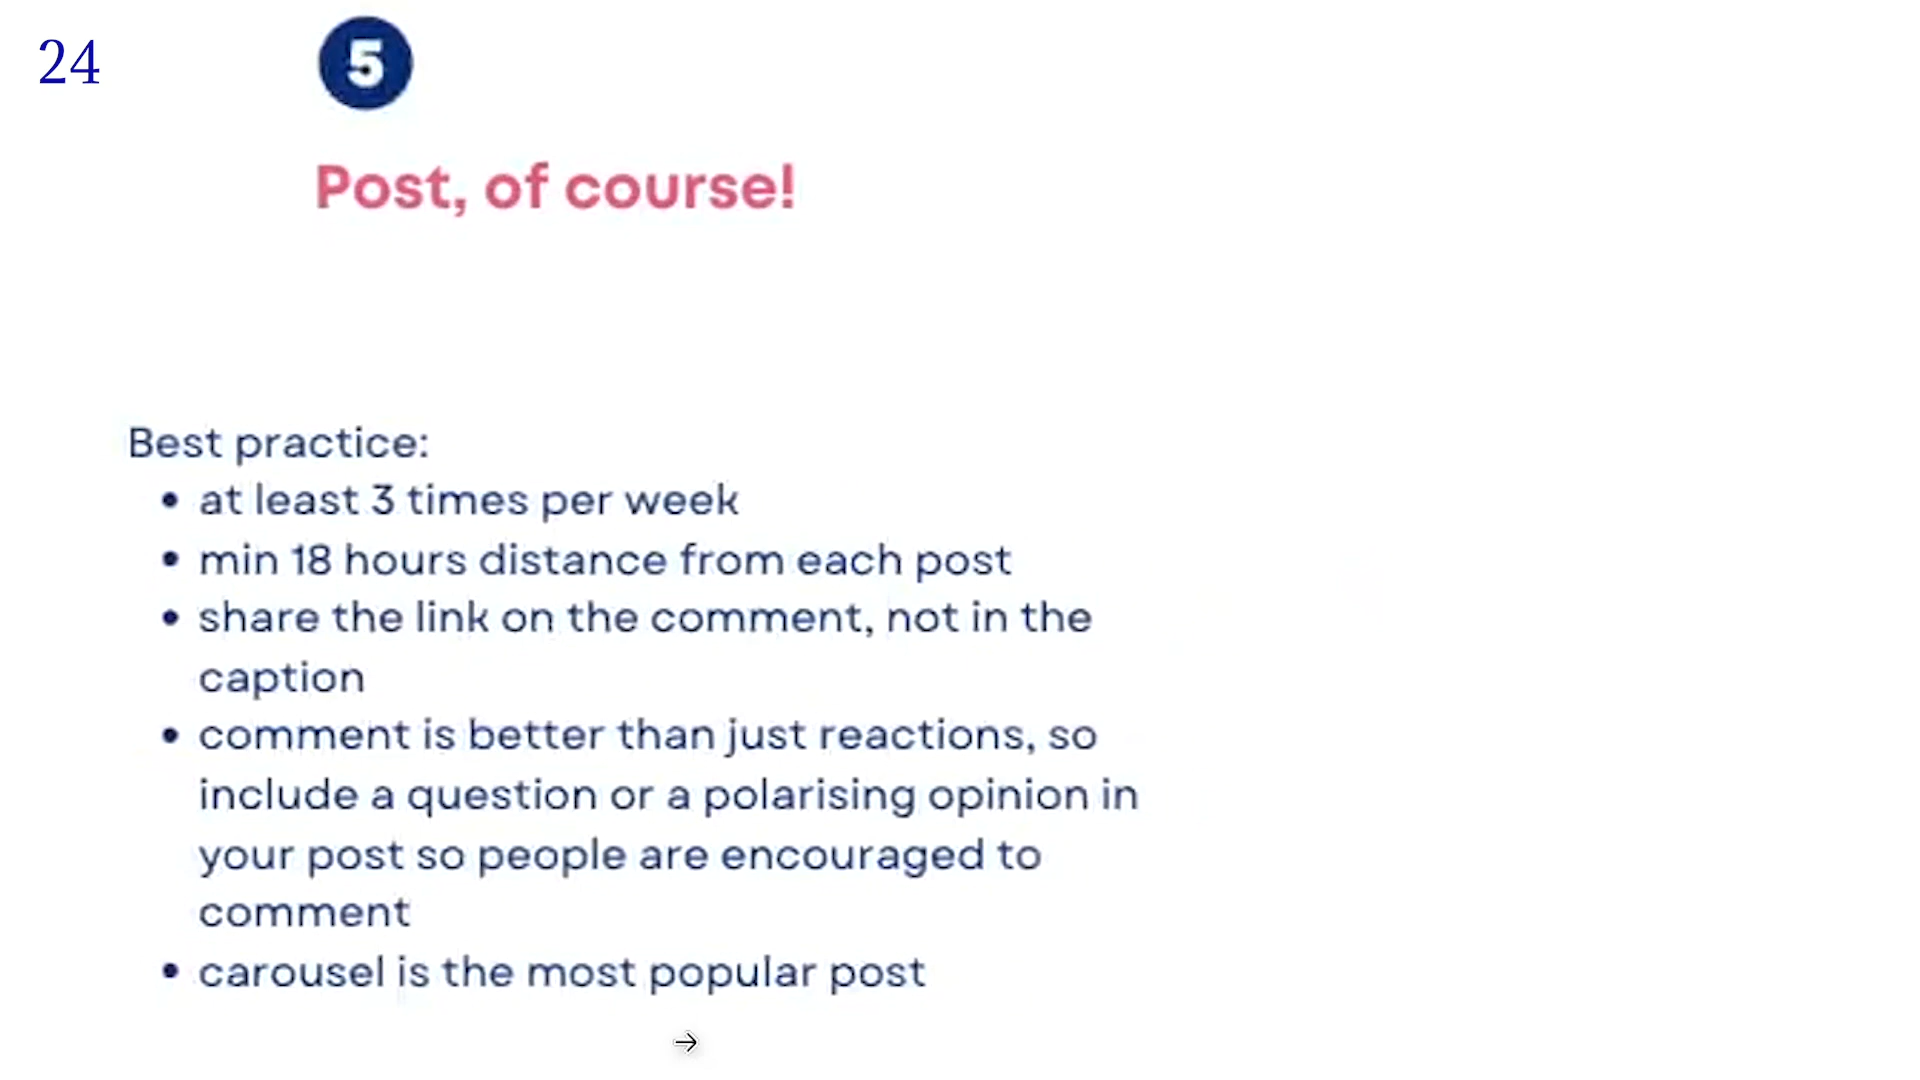 24
5
Post, of course!
Best practice:
• at least 3 times per week
• min 18 hours distance from each post
• share the link on the comment, not in the
caption
• comment is better than just reactions, so
include a question or a polarising opinion in
your post so people are encouraged to
comment
• carousel is the most popular post
→